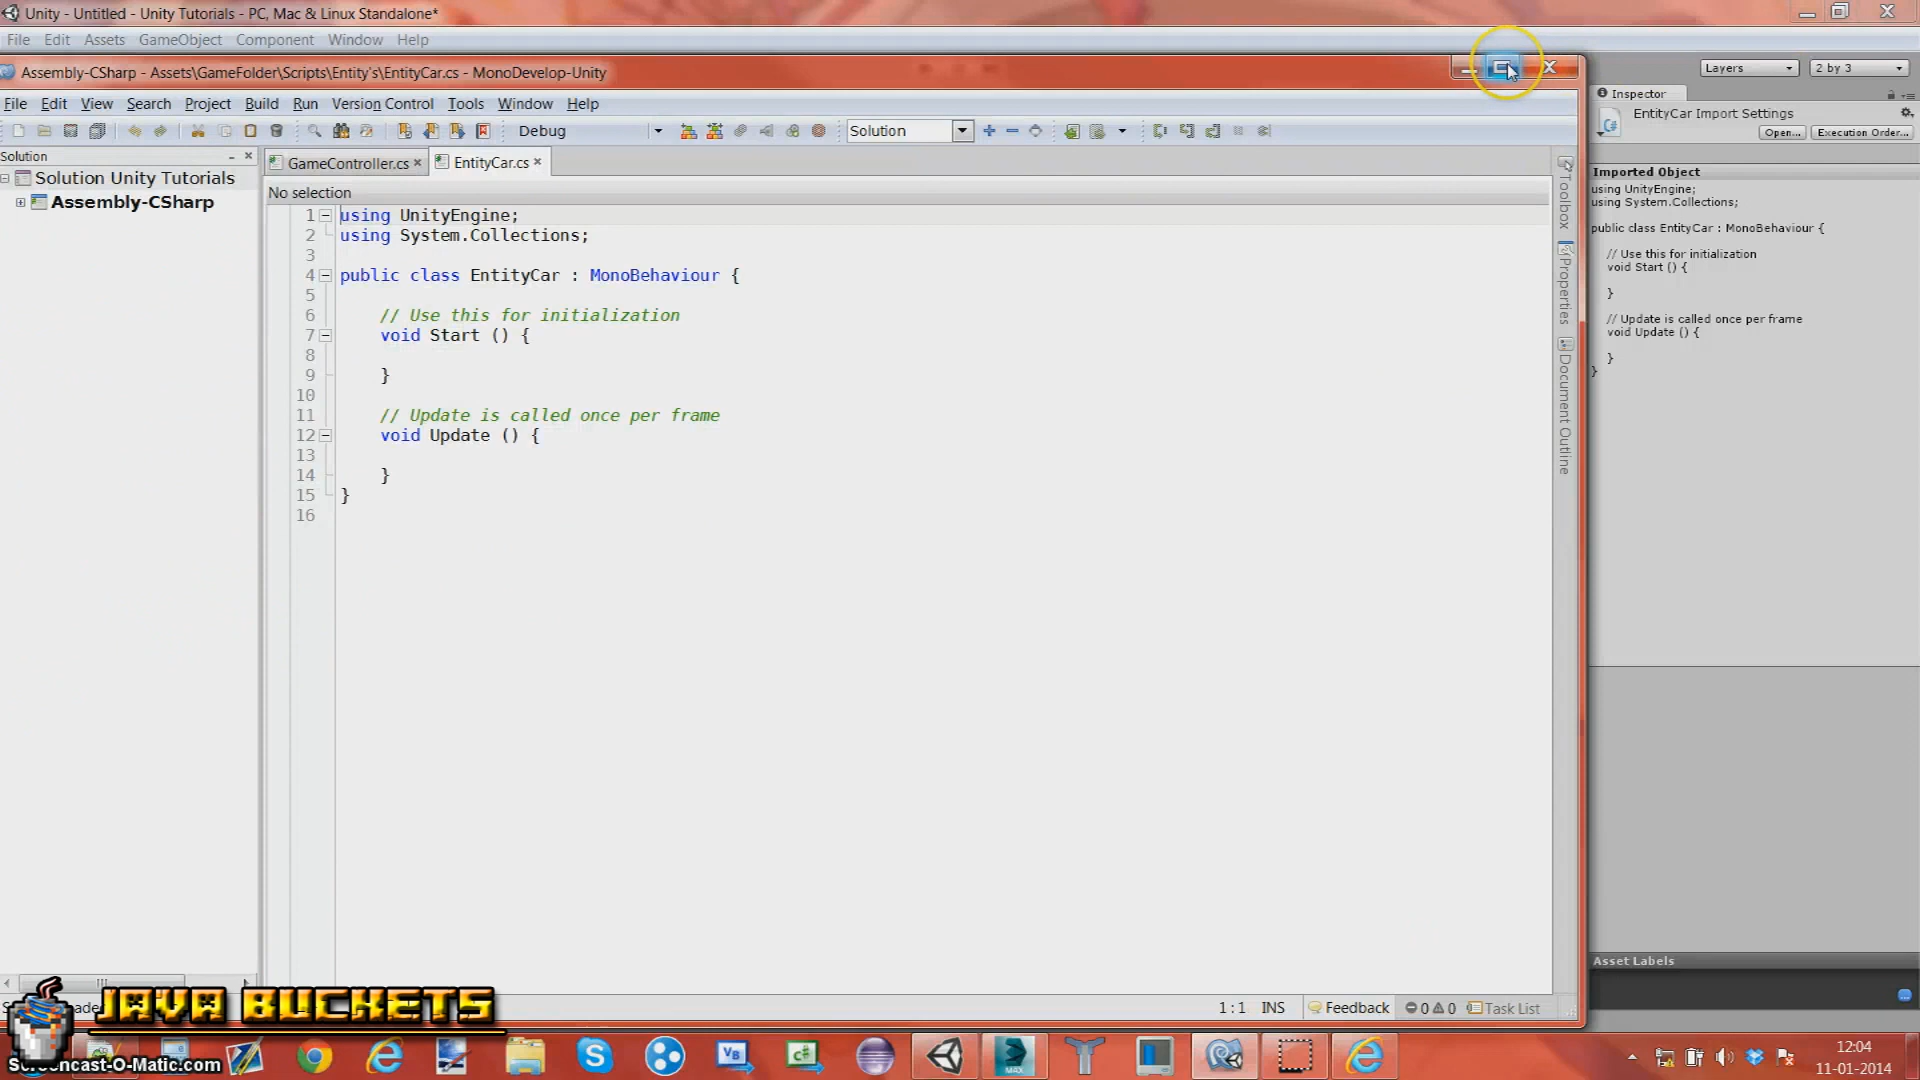 Unity - Untitled - Unity Tutorials - PC, Mac & Linux Standalone*
File Edit Assets GameObject Component Window Help
Assembly-CSharp - Assets\GameFolder\Scripts\Entity's\EntityCar.cs - MonoDevelop-Unity
Layers 2 by 3
Inspector
File Edit View Search Project Build Run Version Control Tools Window Help
EntityCar Import Settings
Open... Execution Order...
Debug Solution
Solution
GameController.cs EntityCar.cs
Solution Unity Tutorials
Assembly-CSharp
No selection
1 using UnityEngine;
2 using System.Collections;
3
4 public class EntityCar : MonoBehaviour {
5
6 // Use this for initialization
7 void Start () {
8
9 }
10
11 // Update is called once per frame
12 void Update () {
13
14 }
15 }
16
Toolbox
Properties
Document Outline
Imported Object
using UnityEngine;
using System.Collections;
public class EntityCar : MonoBehaviour {
// Use this for initialization
void Start () {
}
// Update is called once per frame
void Update () {
}
}
Asset Labels
1 : 1 INS Feedback 0 0 Task List
JAVA BUCKETS
Screencast-O-Matic.com
VB
C#
MAX
12:04
11-01-2014